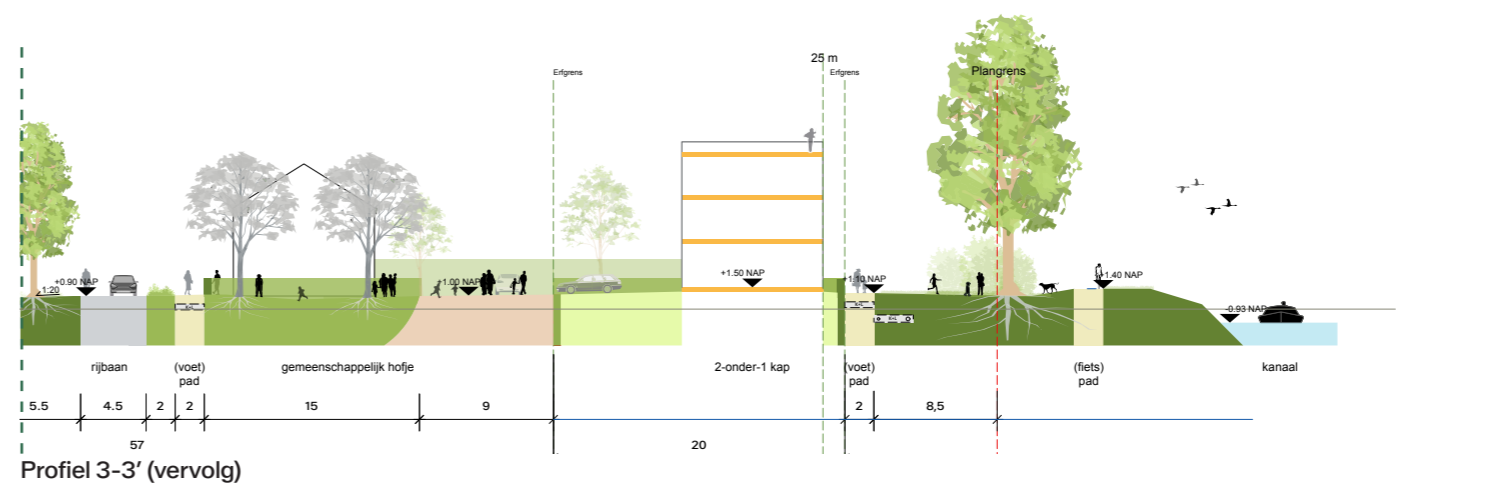 25 m
Erfgrens
Erfgrens
Plangrens
+0.90 NAP
1:20
+1.00 NAP
+1.50 NAP
+1.10 NAP
+1.40 NAP
-0.93 NAP
K+L
K+L
K+L
rijbaan
(voet)
pad
gemeenschappelijk hofje
2-onder-1 kap
(voet)
pad
(fiets)
pad
kanaal
5.5
4.5
2
2
15
9
2
8,5
57
20
Profiel 3-3' (vervolg)